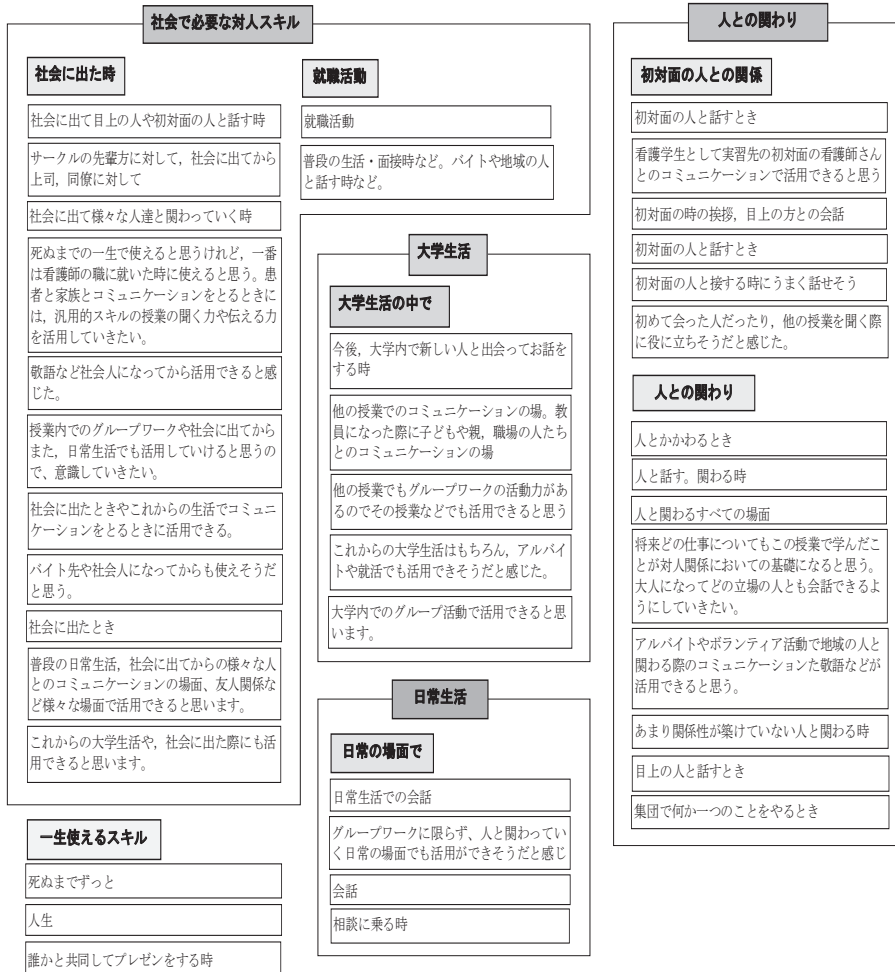 社会で必要な対人スキル
社会に出た時
社会に出て目上の人や初対面の人と話す時
サークルの先輩方に対して，社会に出てから
上司，同僚に対して
社会に出て様々な人達と関わっていく時
死ぬまでの一生で使えると思うけれど，一番
は看護師の職に就いた時に使えると思う。患
者と家族とコミュニケーションをとるときに
は，汎用的スキルの授業の聞く力や伝える力
を活用していきたい。
敬語など社会人になってから活用できると感
じた。
授業内でのグループワークや社会に出てから
また，日常生活でも活用していけると思うの
で、意識していきたい。
社会に出たときやこれからの生活でコミュニ
ケーションをとるときに活用できる。
バイト先や社会人になってからも使えそうだ
と思う。
社会に出たとき
普段の日常生活，社会に出てからの様々な人
とのコミュニケーションの場面、友人関係な
ど様々な場面で活用できると思います。
これからの大学生活や，社会に出た際にも活
用できると思います。
就職活動
就職活動
普段の生活・面接時など。バイトや地域の人
と話す時など。
一生使えるスキル
死ぬまでずっと
人生
誰かと共同してプレゼンをする時
大学生活
大学生活の中で
今後，大学内で新しい人と出会ってお話を
する時
他の授業でのコミュニケーションの場。教
員になった際に子どもや親，職場の人たち
とのコミュニケーションの場
他の授業でもグループワークの活動力があ
るのでその授業などでも活用できると思う
これからの大学生活はもちろん，アルバイ
トや就活でも活用できそうだと感じた。
大学内でのグループ活動で活用できると思
います。
日常生活
日常の場面で
日常生活での会話
グループワークに限らず、人と関わってい
く日常の場面でも活用ができそうだと感じ
会話
相談に乗る時
人との関わり
初対面の人との関係
初対面の人と話すとき
看護学生として実習先の初対面の看護師さん
とのコミュニケーションで活用できると思う
初対面の時の挨拶，目上の方との会話
初対面の人と話すとき
初対面の人と接する時にうまく話せそう
初めて会った人だったり，他の授業を聞く際
に役に立ちそうだと感じた。
人との関わり
人とかかわるとき
人と話す。関わる時
人と関わるすべての場面
将来どの仕事についてもこの授業で学んだこ
とが対人関係においての基礎になると思う。
大人になってどの立場の人とも会話できるよ
うにしていきたい。
アルバイトやボランティア活動で地域の人と
関わる際のコミュニケーションた敬語などが
活用できると思う。
あまり関係性が築けていない人と関わる時
目上の人と話すとき
集団で何か一つのことをやるとき